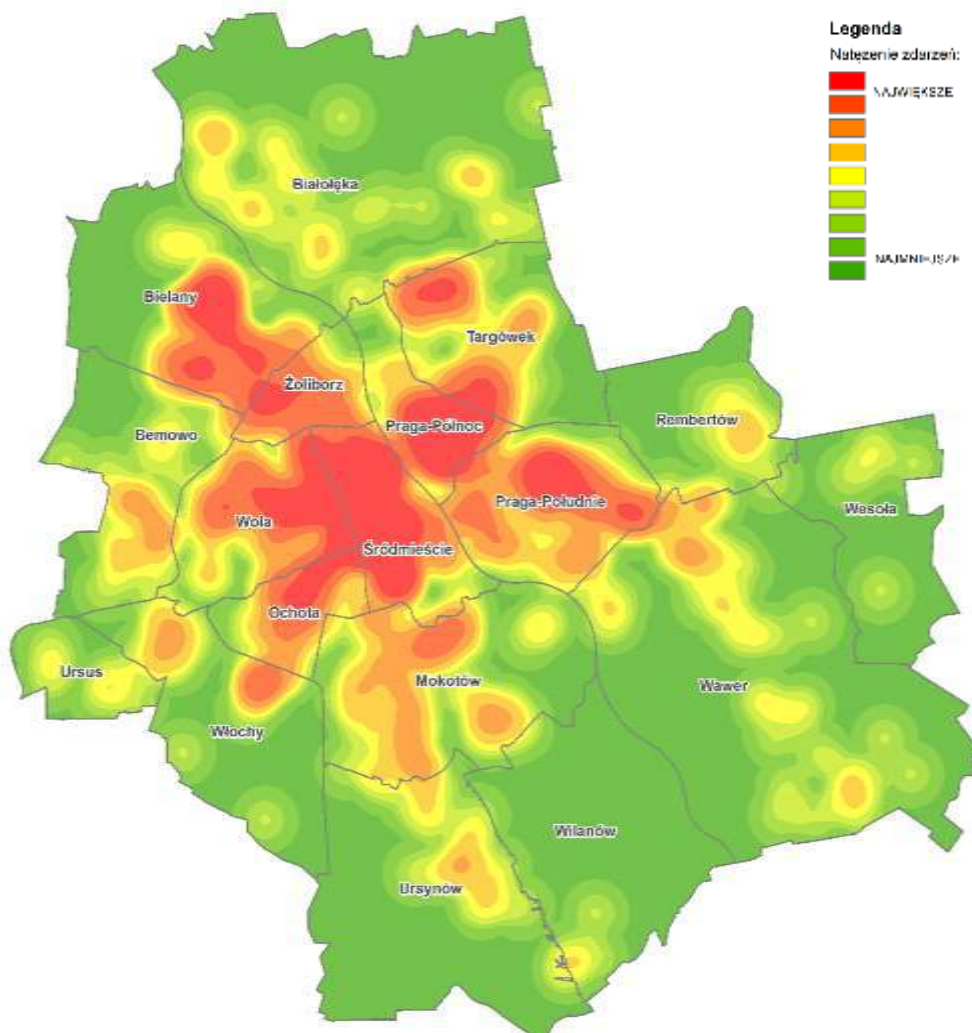 Legenda
Natężenie zdarzeń:
NAJWIĘKSZE
NAJMNIEJSZE
Białołęka
Bielany
Targówek
Żoliborz
Rembertów
Praga-Północ
Bemowo
Praga-Południe
Wesoła
Wola
Śródmieście
Ochota
Ursus
Mokotów
Wawer
Włochy
Wilanów
Ursynów